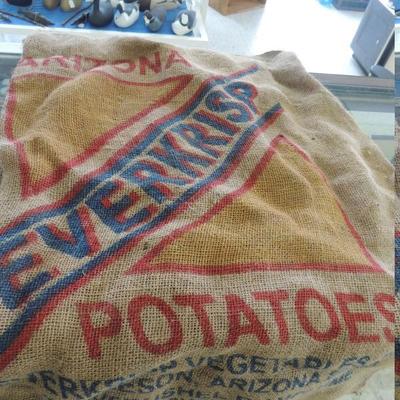 ARIZONA
EVERKRISP
POTATOES
VEGETABLES
ARIZONA